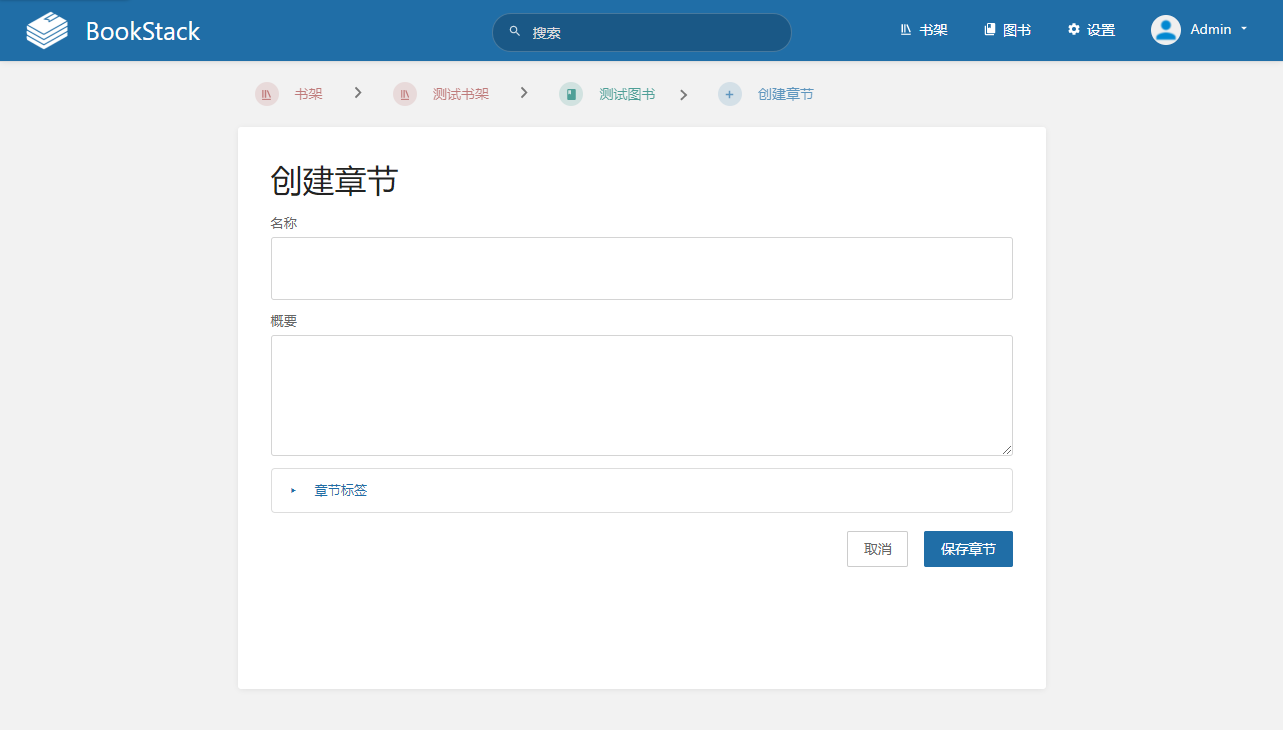 BookStack
搜索
书架 图书 设置 Admin
书架 测试书架 测试图书 创建章节
创建章节
名称
概要
章节标签
取消 保存章节